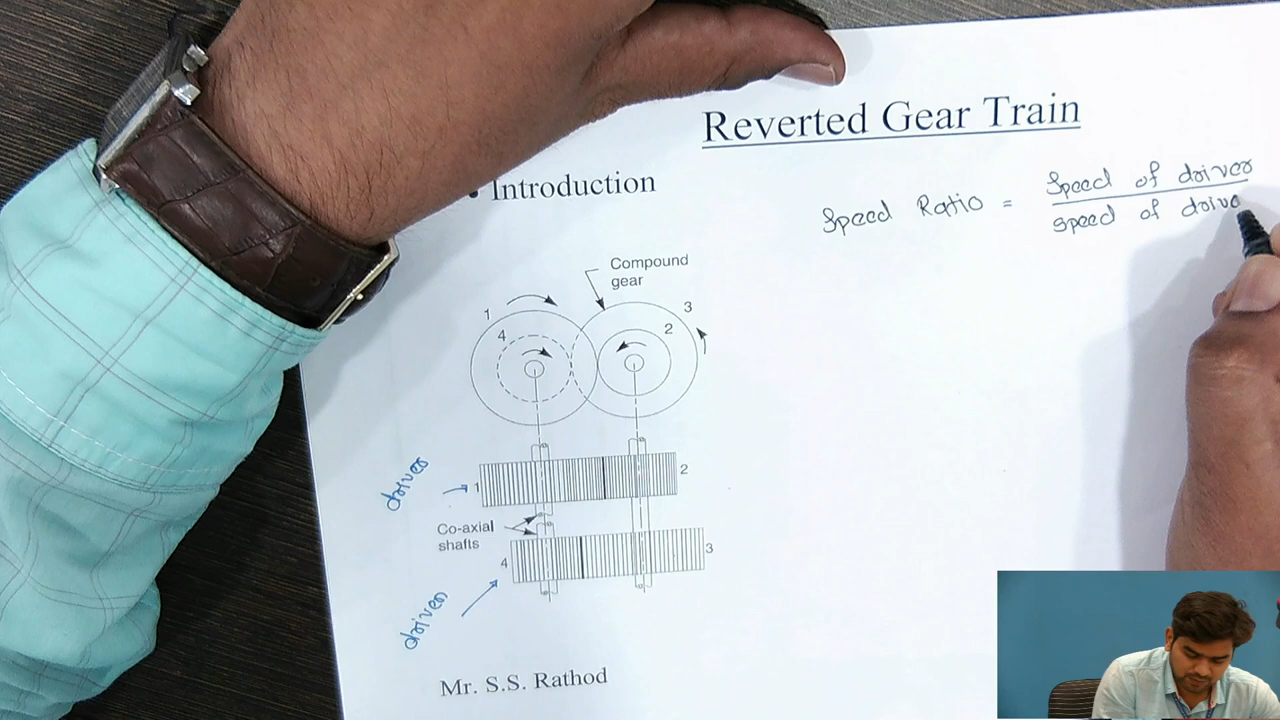 Reverted Gear Train
• Introduction
Speed Ratio = Speed of driver
speed of drive
Compound
gear
1
3
4
2
driver
1
2
Co-axial
shafts
4
3
driven
Mr. S.S. Rathod